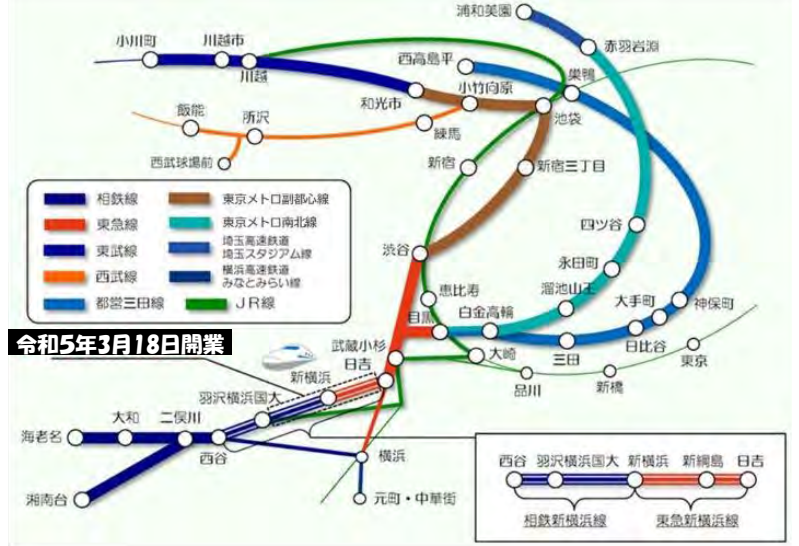 浦和美園
赤羽岩淵
小川町
川越市
川越
西高島平
巣鴨
和光市
小竹向原
池袋
飯能
所沢
練馬
西武球場前
新宿
新宿三丁目
相鉄線
東急線
東武線
西武線
都営三田線
東京メトロ副都心線
東京メトロ南北線
埼玉高速鉄道
埼玉スタジアム線
横浜高速鉄道
みなとみらい線
JR線
四ツ谷
渋谷
永田町
溜池山王
恵比寿
目黒
白金高輪
大手町
神保町
日比谷
三田
大崎
品川
新橋
東京
令和5年3月18日開業
武蔵小杉
日吉
新横浜
羽沢横浜国大
二俣川
大和
海老名
西谷
湘南台
横浜
元町・中華街
西谷 羽沢横浜国大 新横浜 新綱島 日吉
相鉄新横浜線 東急新横浜線